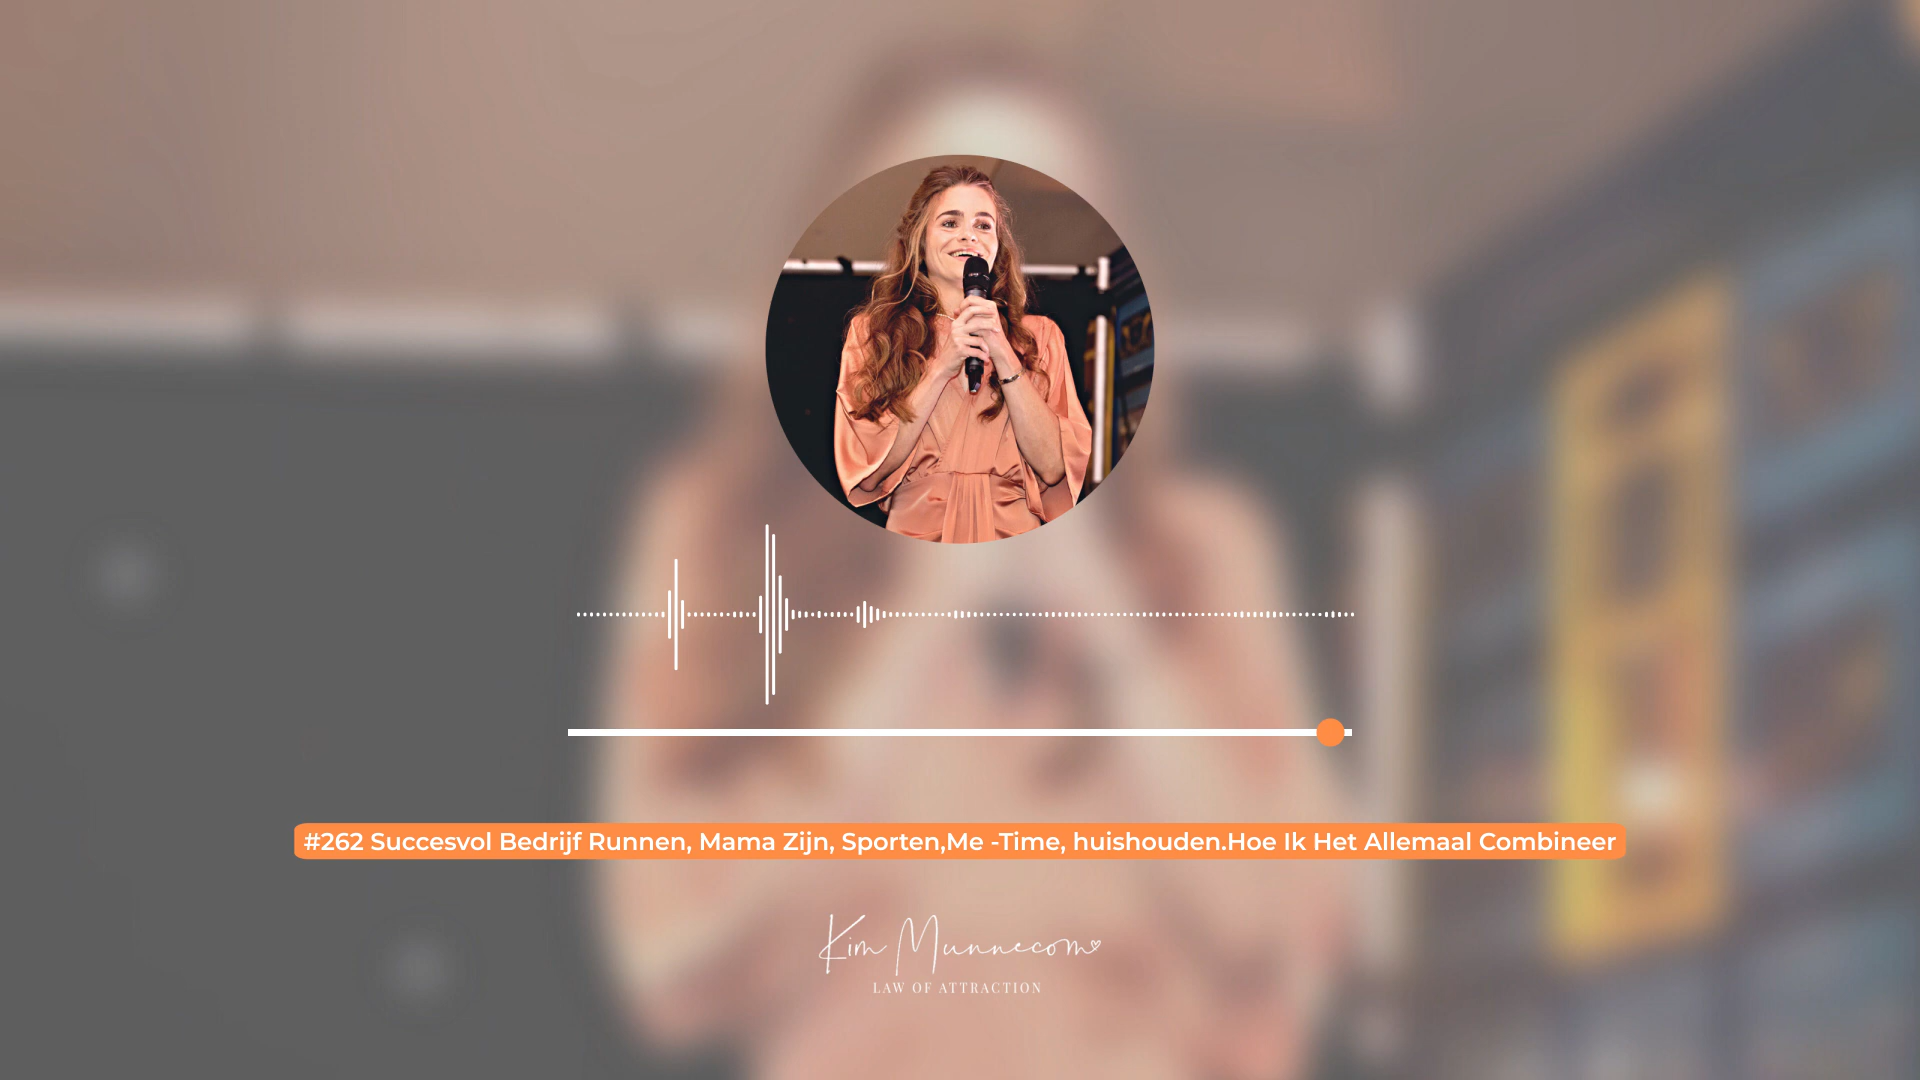 #262 Succesvol Bedrijf Runnen, Mama Zijn, Sporten,Me -Time, huishouden.Hoe Ik Het Allemaal Combineer
Kim Munnecom
LAW OF ATTRACTION